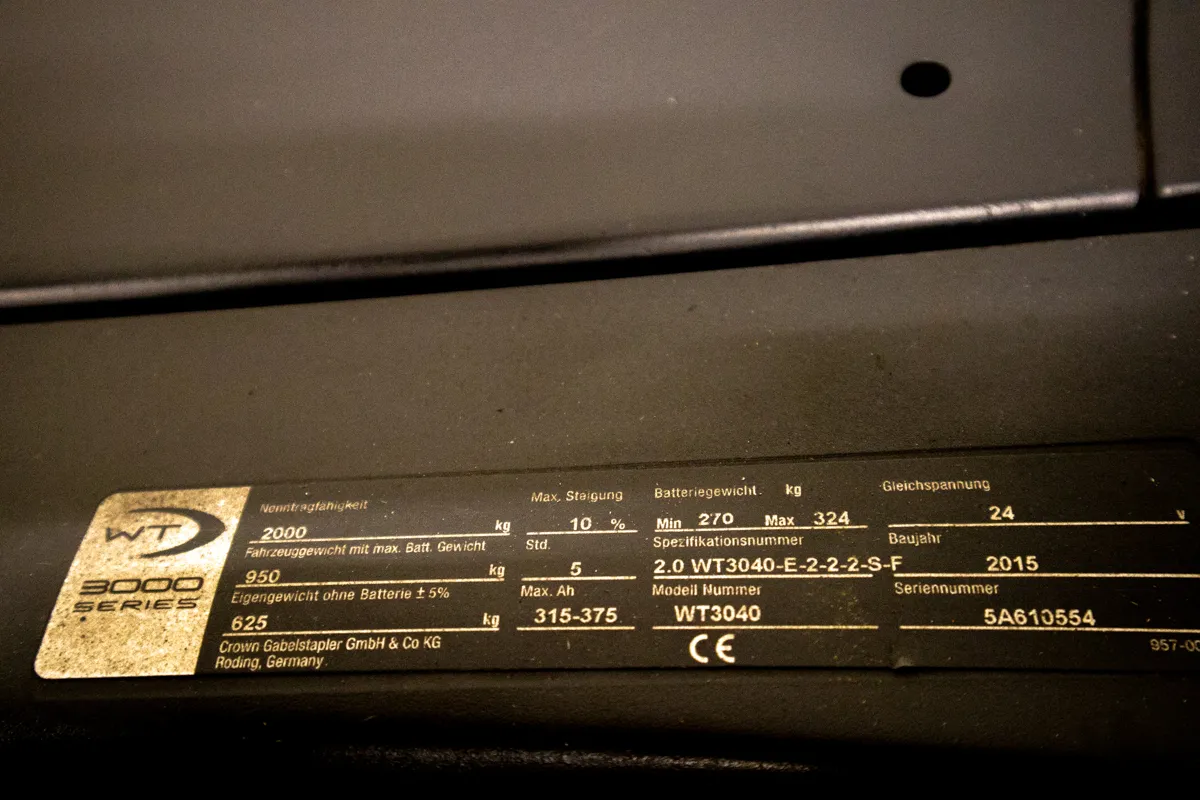 WT
3000
SERIES
Nenntragfähigkeit
2000 kg
Fahrzeuggewicht mit max. Batt. Gewicht
950 kg
Eigengewicht ohne Batterie ± 5%
625 kg
Crown Gabelstapler GmbH & Co KG
Roding, Germany
Max. Steigung
10 %
Std.
5
Max. Ah
315-375
Batteriegewicht kg
Min 270 Max 324
Spezifikationsnummer
2.0 WT3040-E-2-2-2-S-F
Modell Nummer
WT3040
CE
Gleichspannung
24 V
Baujahr
2015
Seriennummer
5A610554